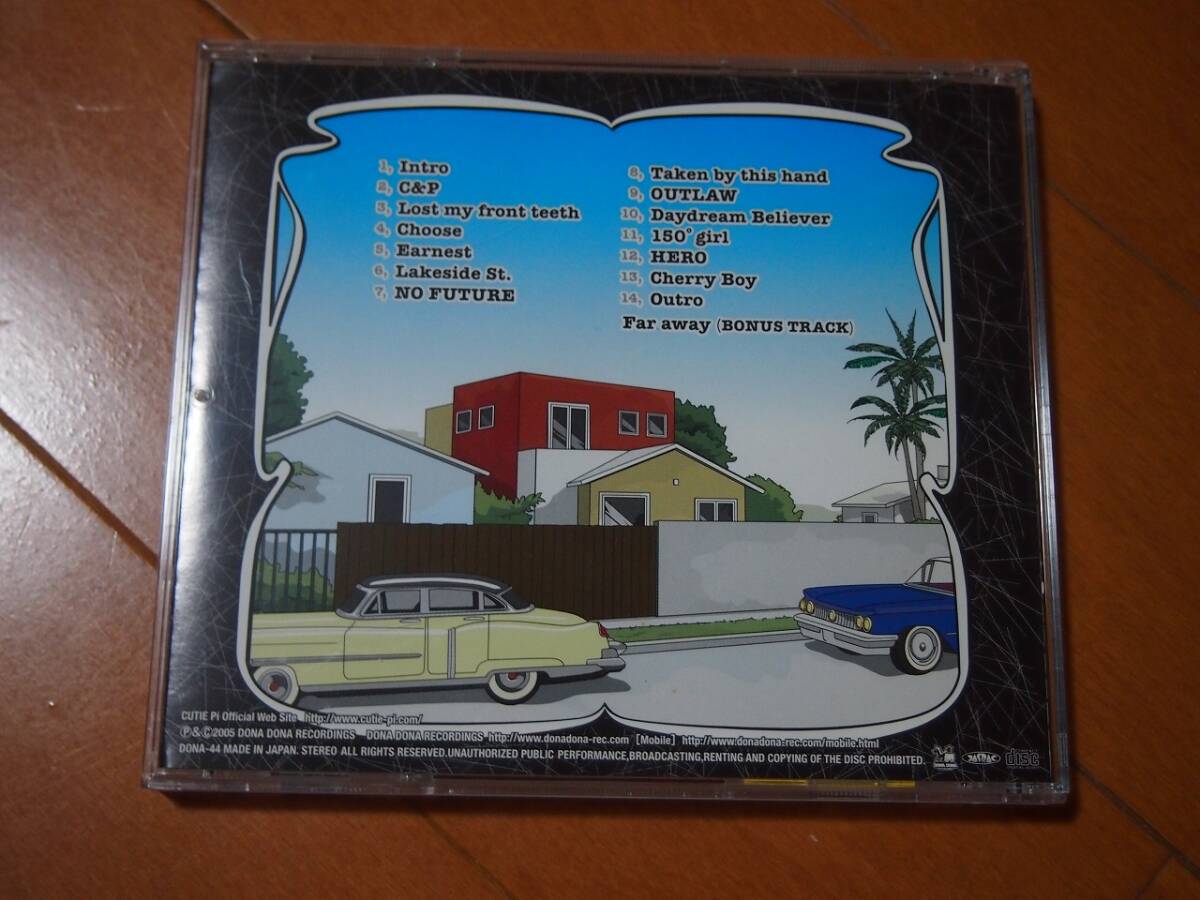 1, Intro
2, C&P
3, Lost my front teeth
4, Choose
5, Earnest
6, Lakeside St.
7, NO FUTURE
8, Taken by this hand
9, OUTLAW
10, Daydream Believer
11, 150° girl
12, HERO
13, Cherry Boy
14, Outro
Far away (BONUS TRACK)
CUTIE Pi Official Web Site http://www.cutie-pi.com/
Ⓟ&Ⓒ2005 DONA DONA RECORDINGS DONA DONA RECORDINGS http://www.donadona-rec.com [Mobile] http://www.donadona-rec.com/mobile.html
DONA-44 MADE IN JAPAN. STEREO ALL RIGHTS RESERVED.UNAUTHORIZED PUBLIC PERFORMANCE,BROADCASTING,RENTING AND COPYING OF THE DISC PROHIBITED.
JASRAC
disc